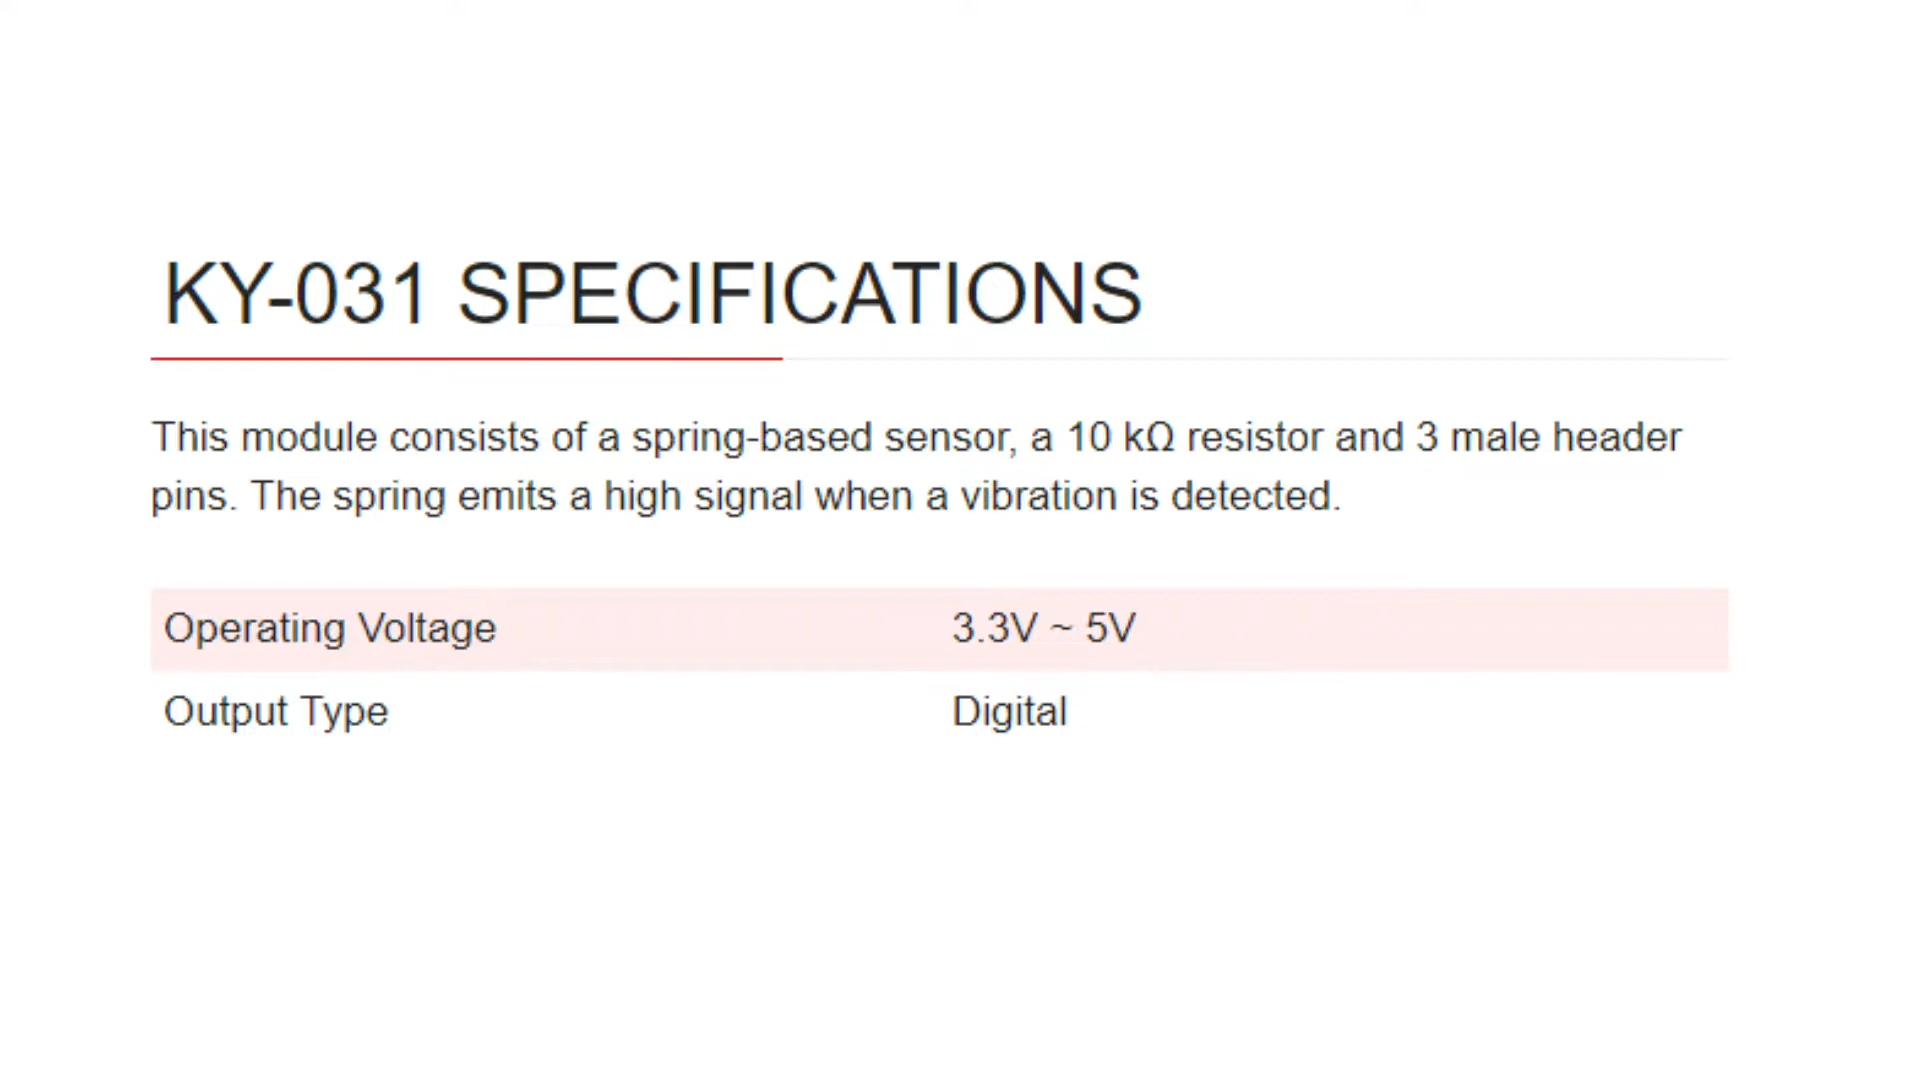 KY-031 SPECIFICATIONS
This module consists of a spring-based sensor, a 10 kΩ resistor and 3 male header
pins. The spring emits a high signal when a vibration is detected.
Operating Voltage 3.3V ~ 5V
Output Type Digital